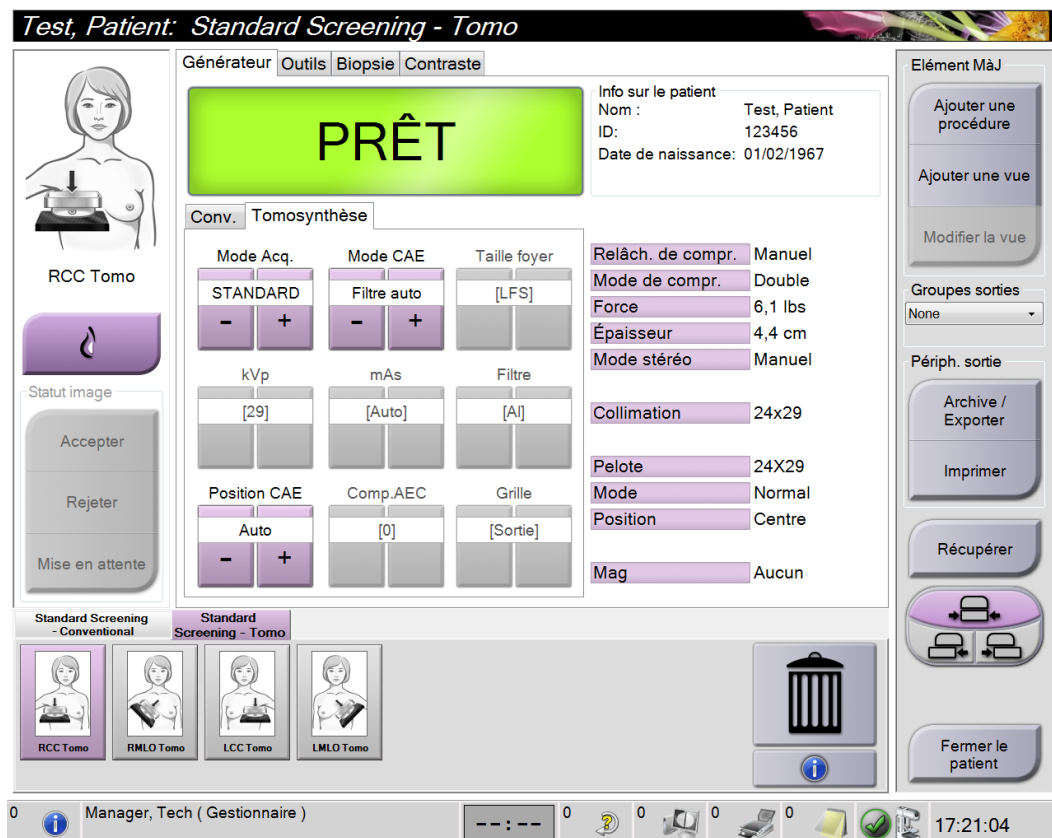 Test, Patient: Standard Screening - Tomo
Générateur Outils Biopsie Contraste
PRÊT
Info sur le patient
Nom : Test, Patient
ID: 123456
Date de naissance: 01/02/1967
RCC Tomo
Statut image
Accepter
Rejeter
Mise en attente
Conv. Tomosynthèse
Mode Acq. Mode CAE Taille foyer
STANDARD Filtre auto [LFS]
- + - +
kVp mAs Filtre
[29] [Auto] [Al]
Position CAE Comp.AEC Grille
Auto [0] [Sortie]
- +
Relâch. de compr. Manuel
Mode de compr. Double
Force 6,1 lbs
Épaisseur 4,4 cm
Mode stéréo Manuel
Collimation 24x29
Pelote 24X29
Mode Normal
Position Centre
Mag Aucun
Elément MàJ
Ajouter une
procédure
Ajouter une vue
Modifier la vue
Groupes sorties
None
Périph. sortie
Archive /
Exporter
Imprimer
Récupérer
Fermer le
patient
Standard Screening
- Conventional
Standard
Screening - Tomo
RCC Tomo RMLO Tomo LCC Tomo LMLO Tomo
0 Manager, Tech ( Gestionnaire ) --:-- 0 0 0 0 17:21:04